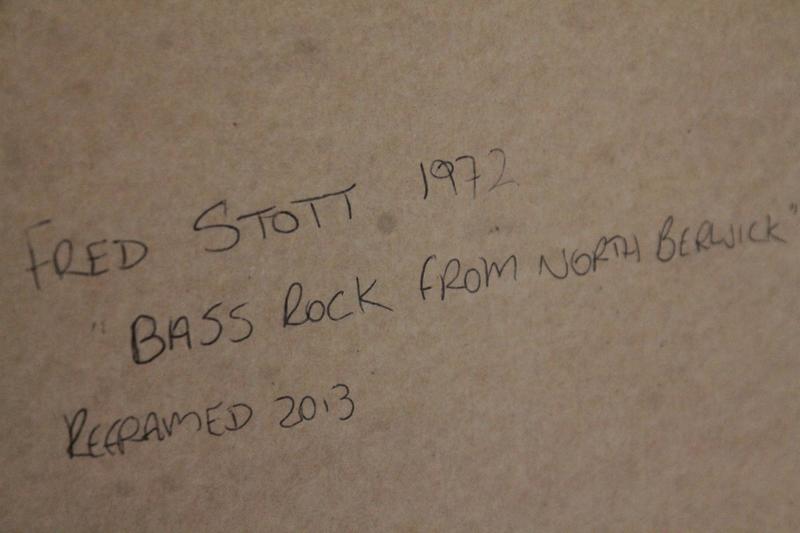 FRED STOTT 1972
"BASS ROCK FROM NORTH BERWICK"
REFRAMED 2013